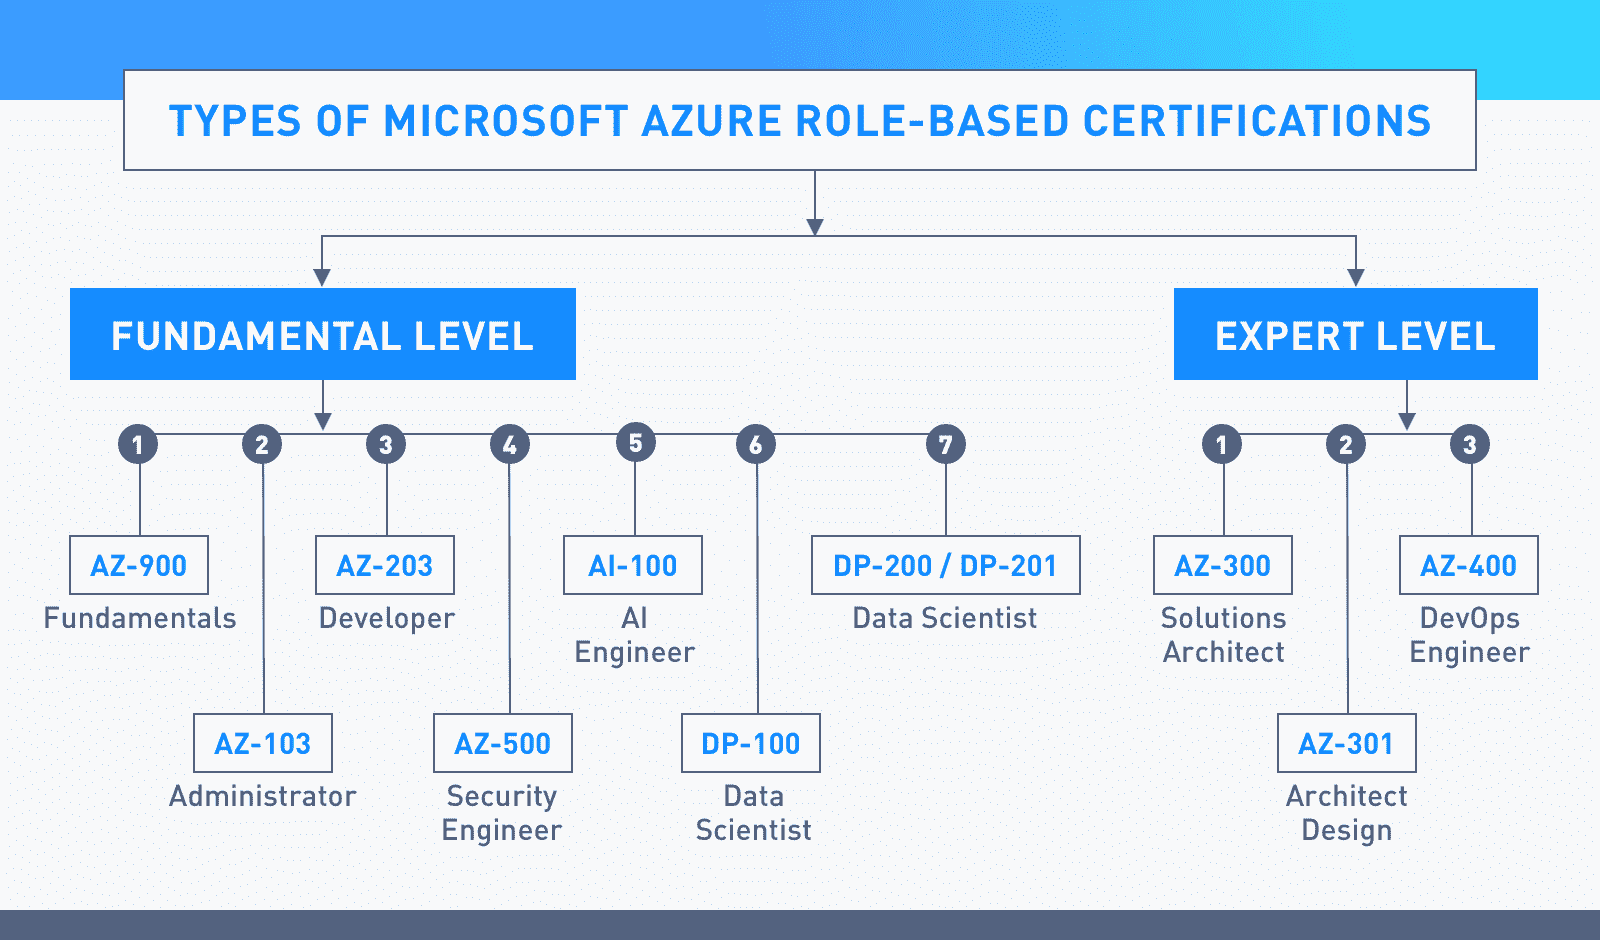 TYPES OF MICROSOFT AZURE ROLE-BASED CERTIFICATIONS
FUNDAMENTAL LEVEL
EXPERT LEVEL
1
2
3
4
5
6
7
1
2
3
AZ-900
Fundamentals
AZ-203
Developer
AI-100
AI
Engineer
DP-200 / DP-201
Data Scientist
AZ-300
Solutions
Architect
AZ-400
DevOps
Engineer
AZ-103
Administrator
AZ-500
Security
Engineer
DP-100
Data
Scientist
AZ-301
Architect
Design